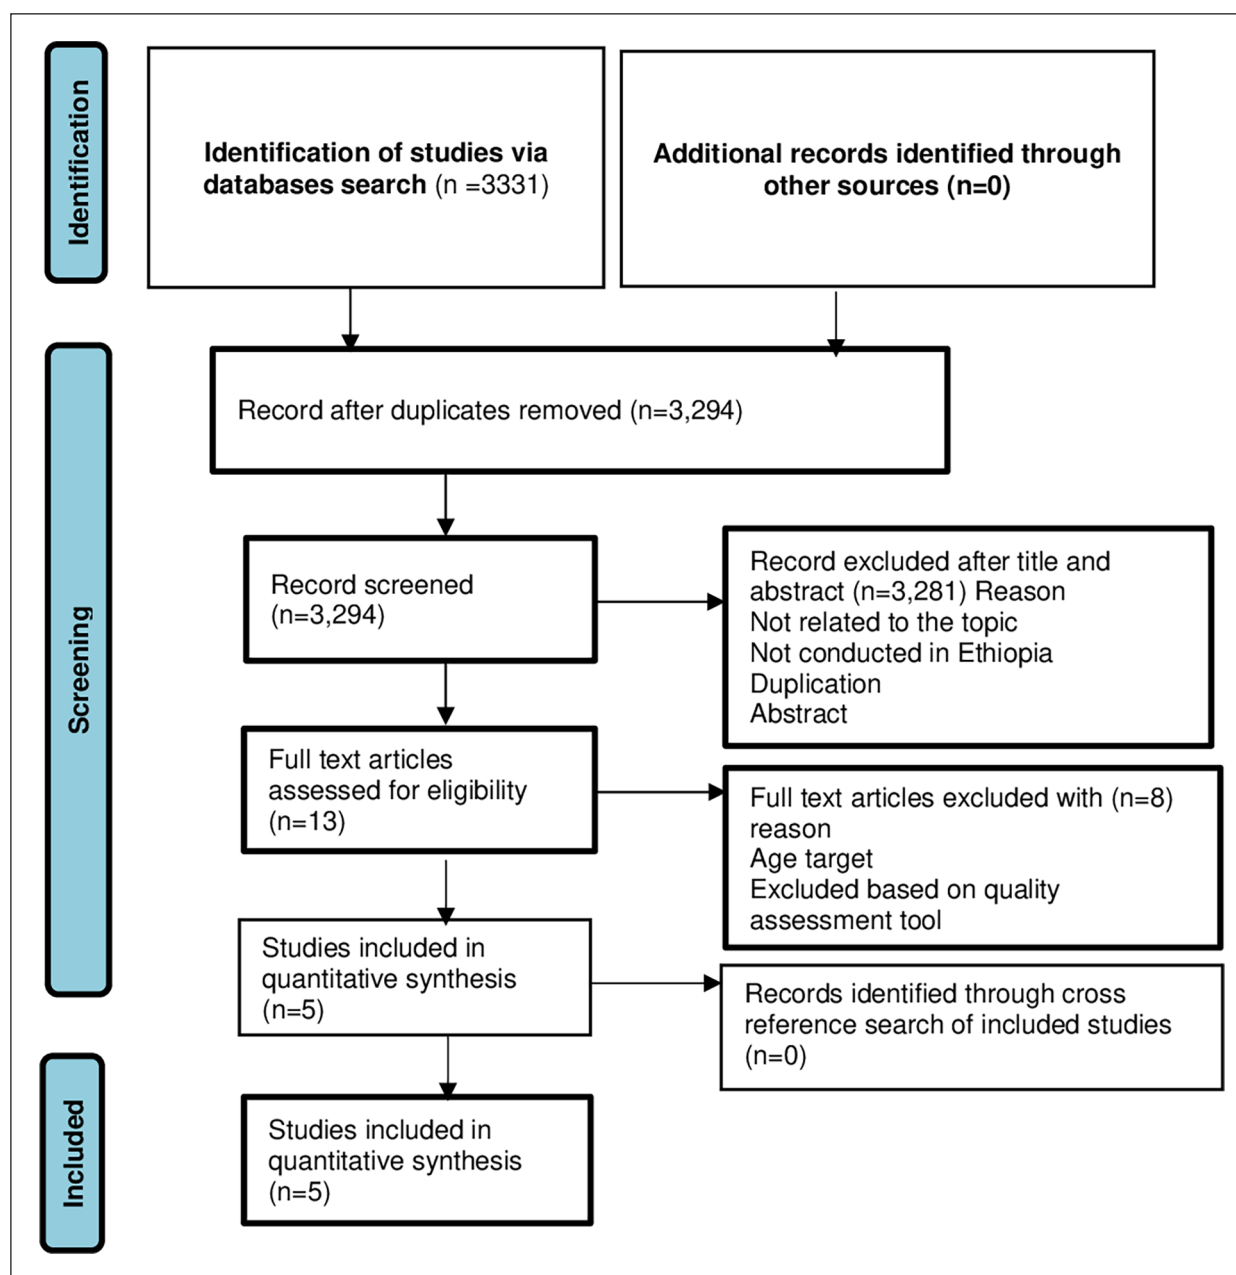 Identification
Identification of studies via
databases search (n =3331)
Additional records identified through
other sources (n=0)
Screening
Record after duplicates removed (n=3,294)
Record screened
(n=3,294)
Record excluded after title and
abstract (n=3,281) Reason
Not related to the topic
Not conducted in Ethiopia
Duplication
Abstract
Full text articles
assessed for eligibility
(n=13)
Full text articles excluded with (n=8)
reason
Age target
Excluded based on quality
assessment tool
Studies included in
quantitative synthesis
(n=5)
Records identified through cross
reference search of included studies
(n=0)
Included
Studies included in
quantitative synthesis
(n=5)